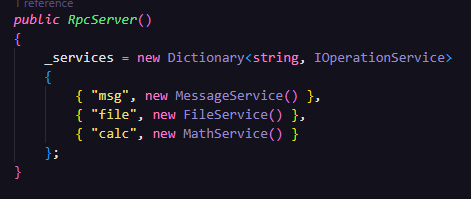 1 reference
public RpcServer()
{
    _services = new Dictionary<string, IOperationService>
    {
        { "msg", new MessageService() },
        { "file", new FileService() },
        { "calc", new MathService() }
    };
}